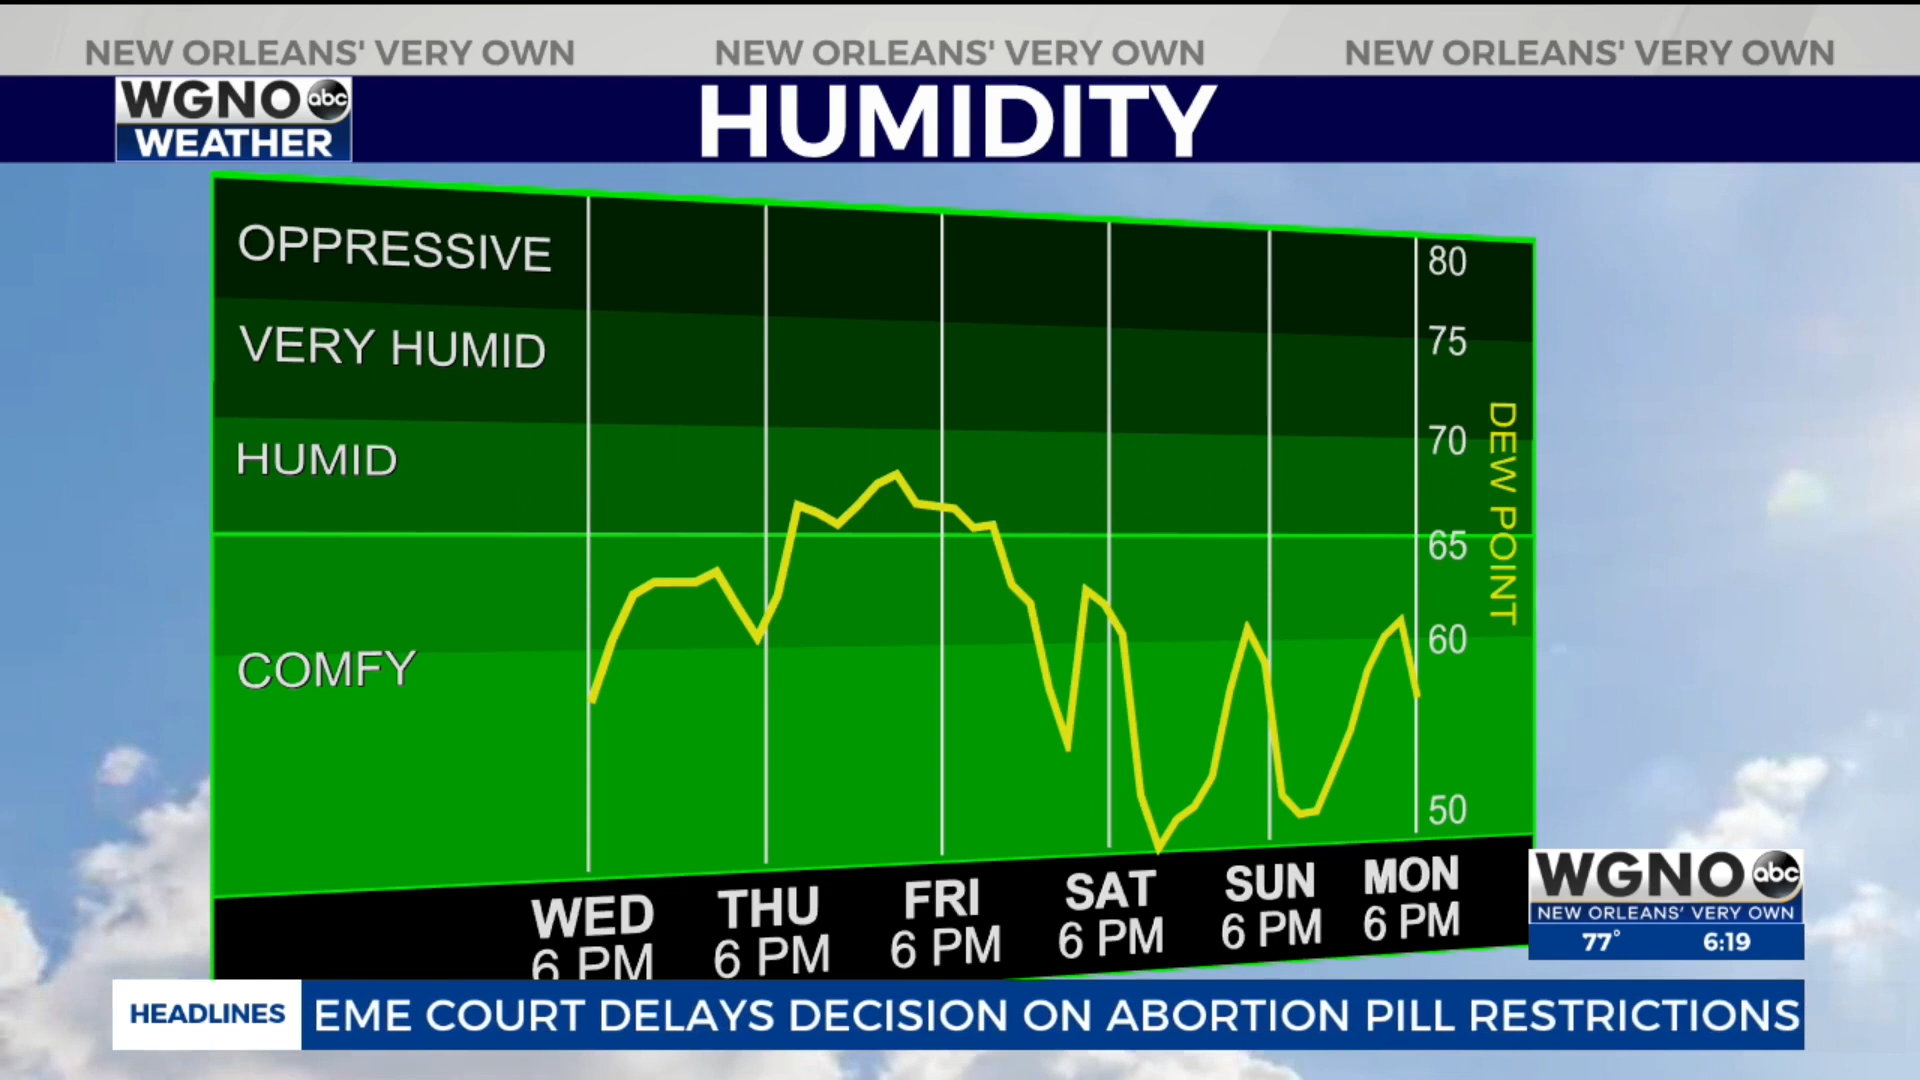 NEW ORLEANS' VERY OWN
NEW ORLEANS' VERY OWN
NEW ORLEANS' VERY OWN
WGNO abc
WEATHER
HUMIDITY
OPPRESSIVE
VERY HUMID
HUMID
COMFY
80
75
70
65
60
50
DEW POINT
WED
6 PM
THU
6 PM
FRI
6 PM
SAT
6 PM
SUN
6 PM
MON
6 PM
WGNO abc
NEW ORLEANS' VERY OWN
77° 6:19
HEADLINES
EME COURT DELAYS DECISION ON ABORTION PILL RESTRICTIONS